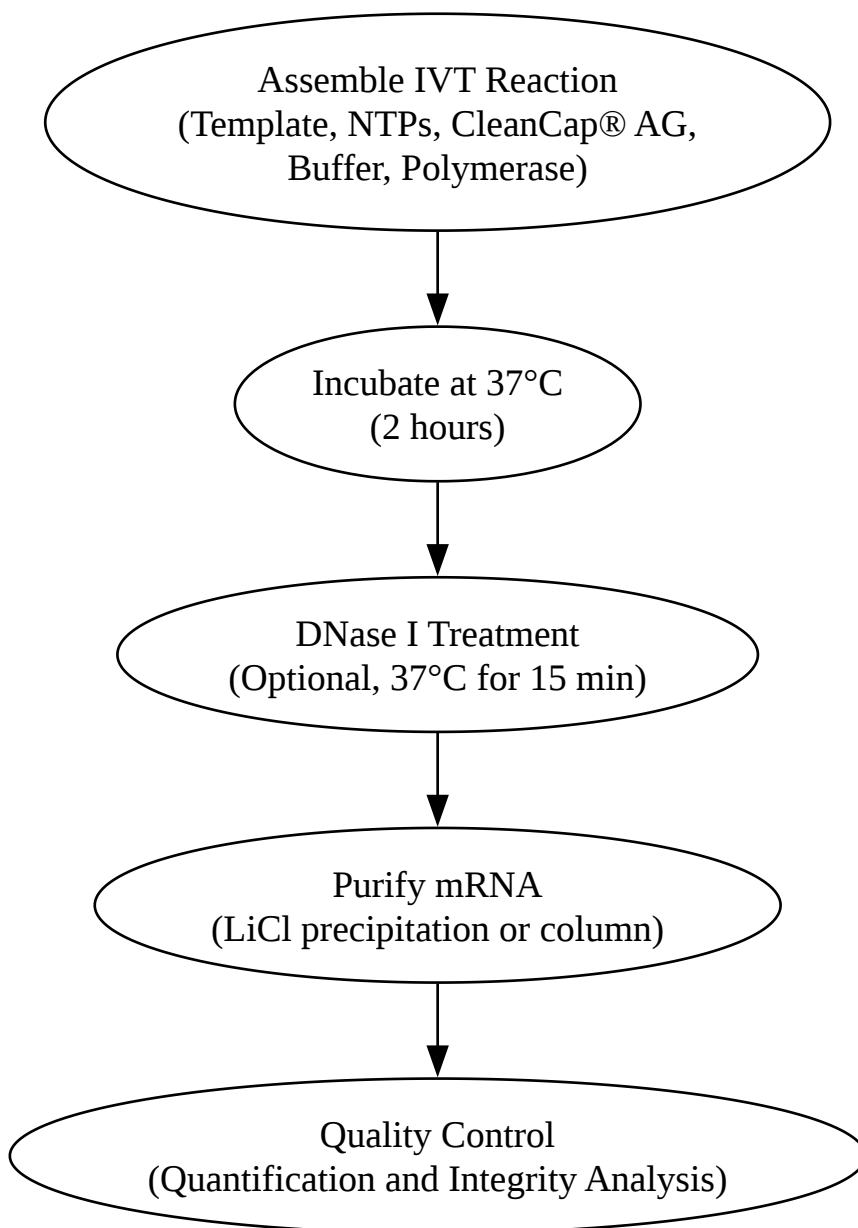 Assemble IVT Reaction
(Template, NTPs, CleanCap® AG,
Buffer, Polymerase)
Incubate at 37°C
(2 hours)
DNase I Treatment
(Optional, 37°C for 15 min)
Purify mRNA
(LiCl precipitation or column)
Quality Control
(Quantification and Integrity Analysis)